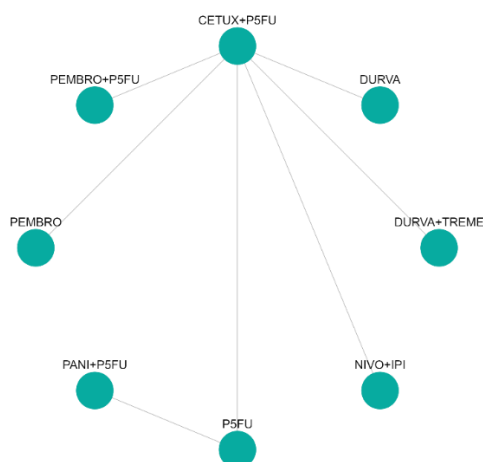 CETUX+P5FU
PEMBRO+P5FU
DURVA
PEMBRO
DURVA+TREME
PANI+P5FU
NIVO+IPI
P5FU